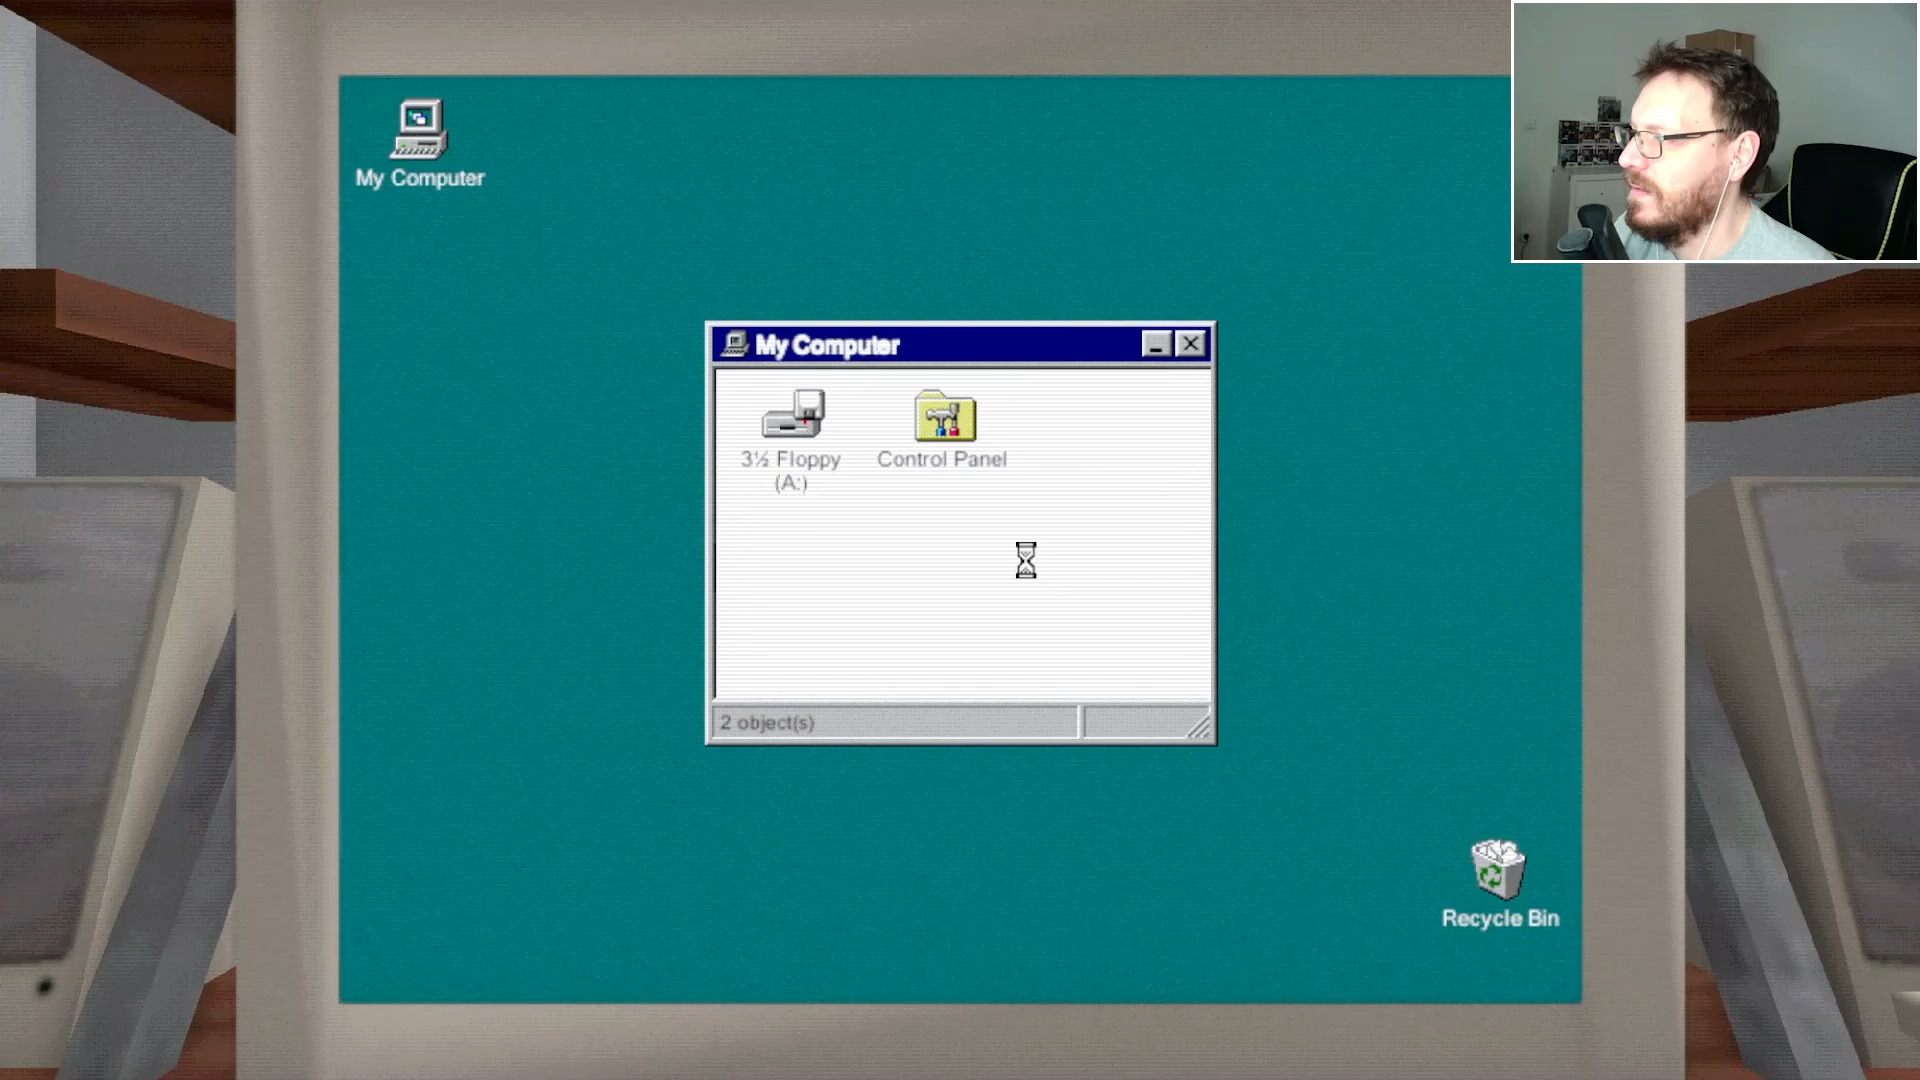 My Computer
My Computer
3½ Floppy
(A:)
Control Panel
2 object(s)
Recycle Bin